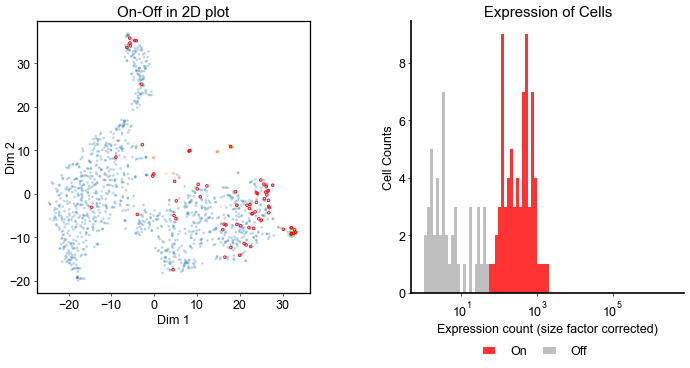 On-Off in 2D plot
Dim 2
30
20
10
0
−10
−20
−20 −10 0 10 20 30
Dim 1
Expression of Cells
Cell Counts
8
6
4
2
0
10^1 10^3 10^5
Expression count (size factor corrected)
On Off